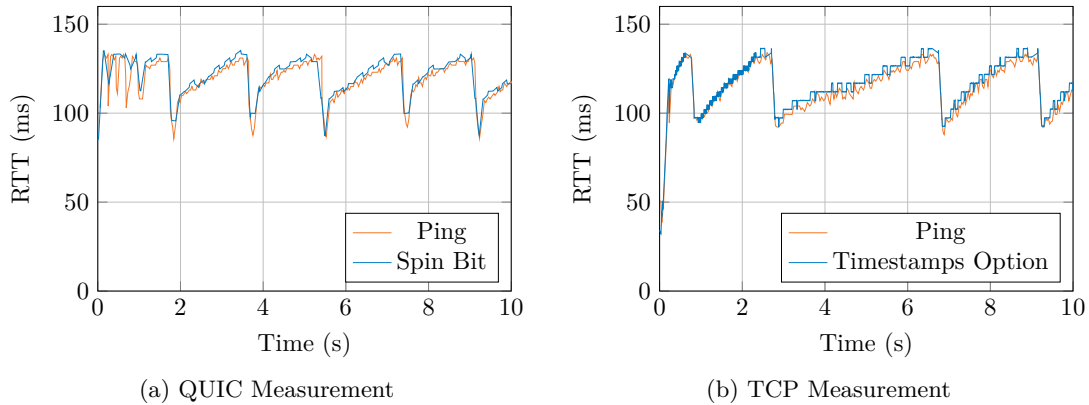 150
100
50
0
RTT (ms)
0 2 4 6 8 10
Time (s)
Ping
Spin Bit
(a) QUIC Measurement
150
100
50
0
RTT (ms)
0 2 4 6 8 10
Time (s)
Ping
Timestamps Option
(b) TCP Measurement